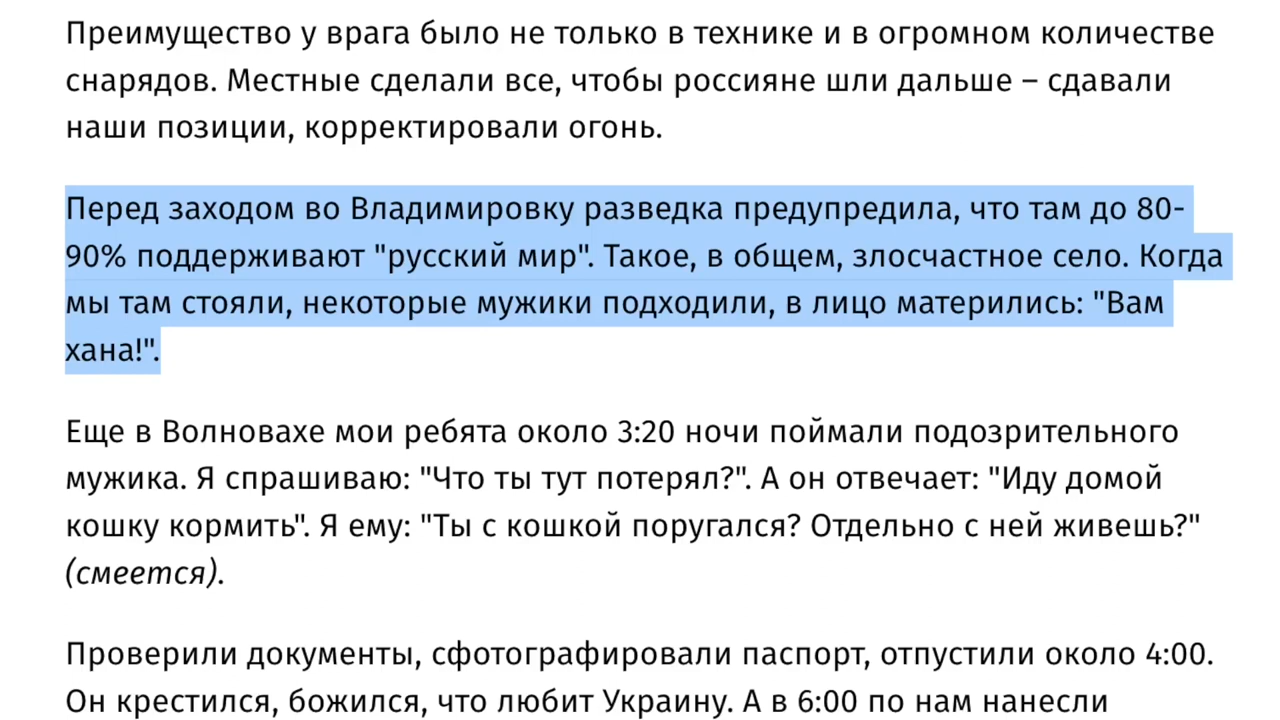 Преимущество у врага было не только в технике и в огромном количестве
снарядов. Местные сделали все, чтобы россияне шли дальше – сдавали
наши позиции, корректировали огонь.
Перед заходом во Владимировку разведка предупредила, что там до 80-
90% поддерживают "русский мир". Такое, в общем, злосчастное село. Когда
мы там стояли, некоторые мужики подходили, в лицо матерились: "Вам
хана!".
Еще в Волновахе мои ребята около 3:20 ночи поймали подозрительного
мужика. Я спрашиваю: "Что ты тут потерял?". А он отвечает: "Иду домой
кошку кормить". Я ему: "Ты с кошкой поругался? Отдельно с ней живешь?"
(смеется).
Проверили документы, сфотографировали паспорт, отпустили около 4:00.
Он крестился, божился, что любит Украину. А в 6:00 по нам нанесли